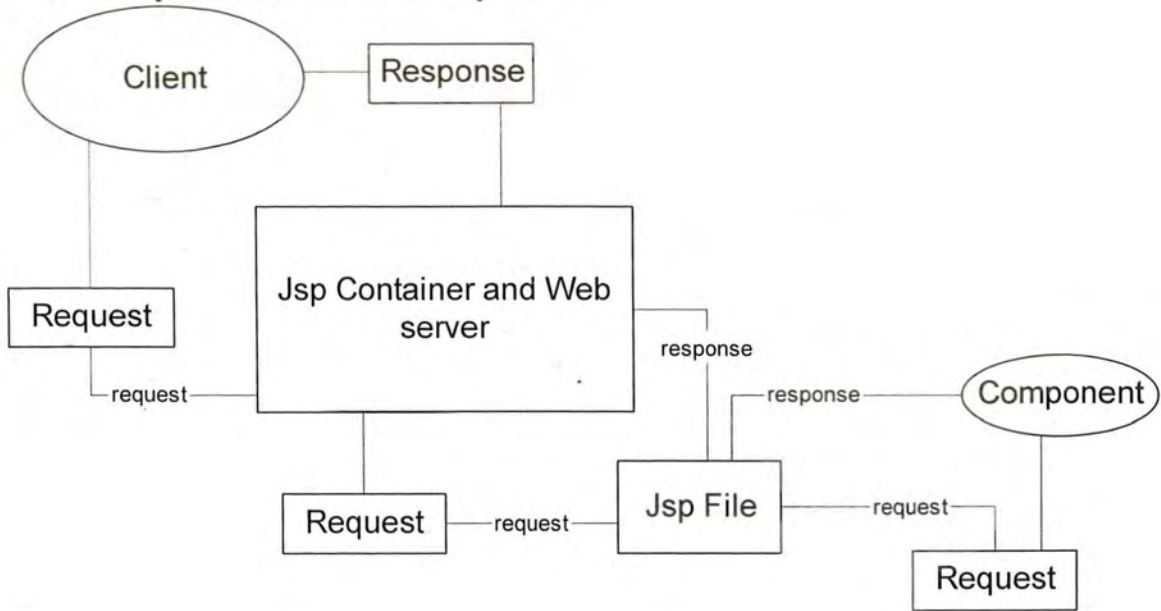 Client
Response
Jsp Container and Web
server
Request
response
request
response
Component
Request
request
Jsp File
request
Request